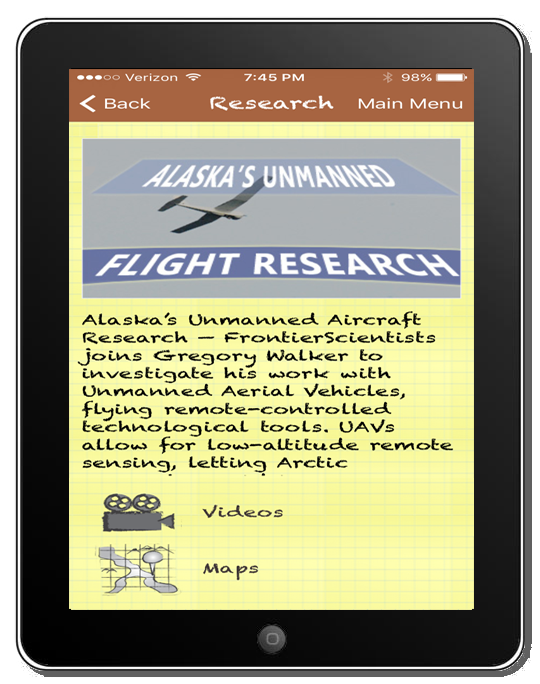 Verizon 7:45 PM 98%
Back Research Main Menu
ALASKA'S UNMANNED
FLIGHT RESEARCH
Alaska's Unmanned Aircraft
Research — FrontierScientists
joins Gregory Walker to
investigate his work with
Unmanned Aerial Vehicles,
flying remote-controlled
technological tools. UAVs
allow for low-altitude remote
sensing, letting Arctic
Videos
Maps